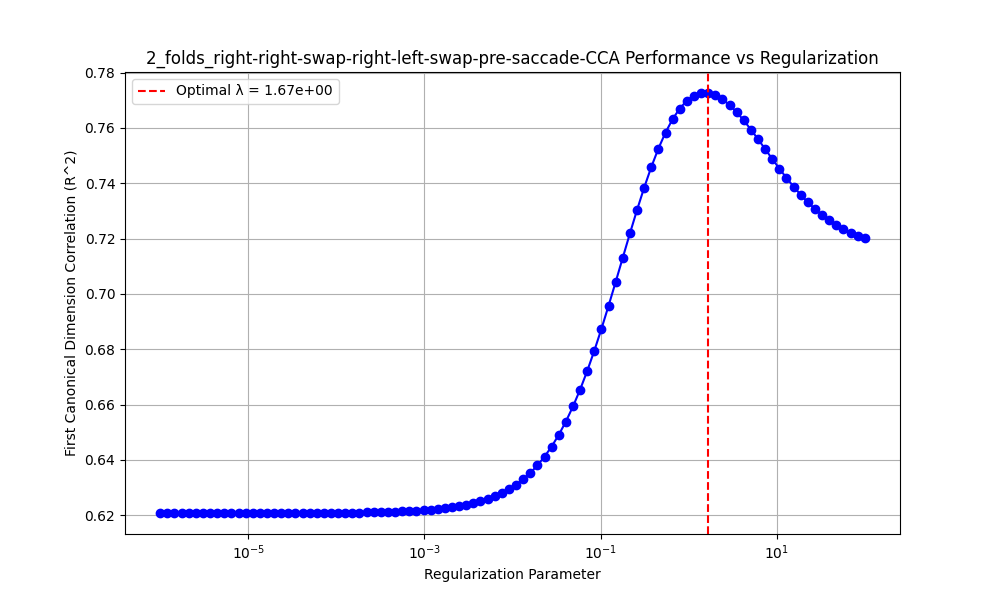 2_folds_right-right-swap-right-left-swap-pre-saccade-CCA Performance vs Regularization
Optimal λ = 1.67e+00
First Canonical Dimension Correlation (R^2)
0.78
0.76
0.74
0.72
0.70
0.68
0.66
0.64
0.62
10⁻⁵ 10⁻³ 10⁻¹ 10¹
Regularization Parameter